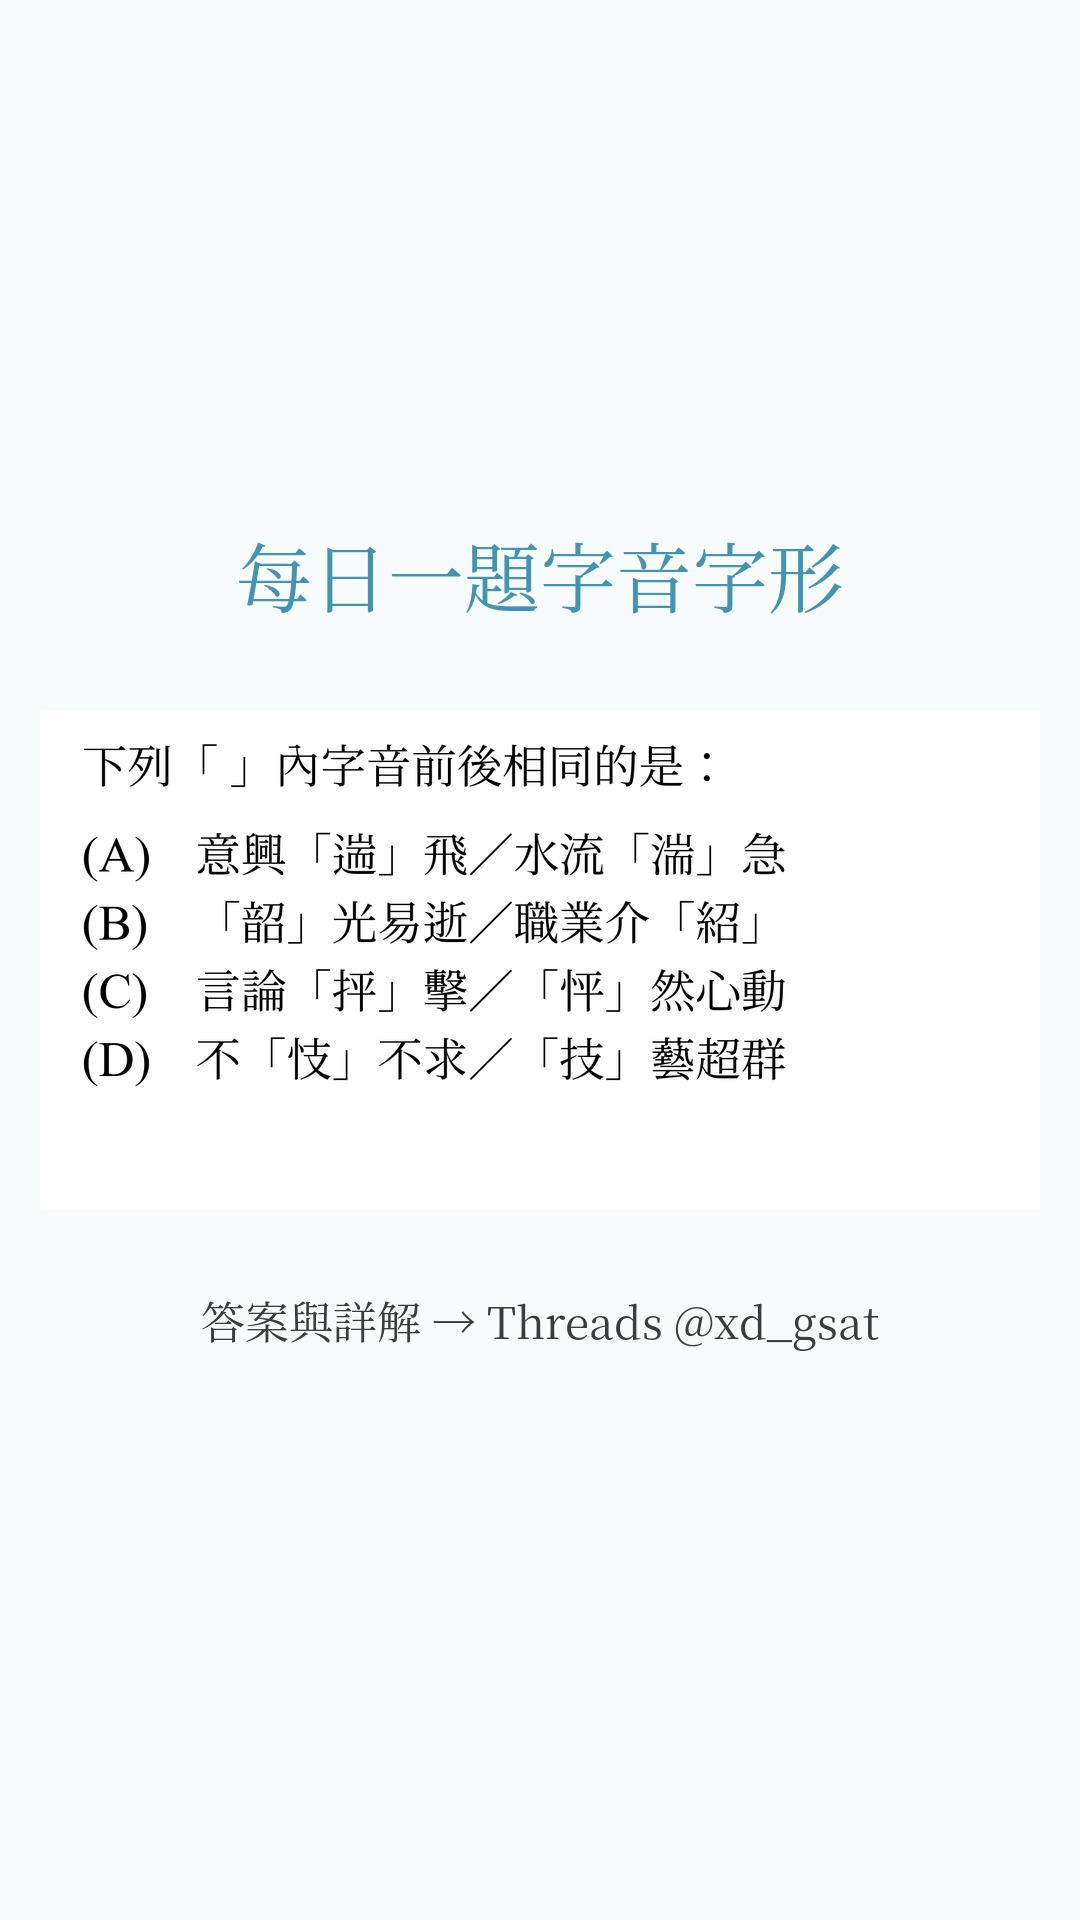 每日一題字音字形
下列「 」內字音前後相同的是：
(A) 意興「遄」飛／水流「湍」急
(B) 「韶」光易逝／職業介「紹」
(C) 言論「抨」擊／「怦」然心動
(D) 不「忮」不求／「技」藝超群
答案與詳解 → Threads @xd_gsat